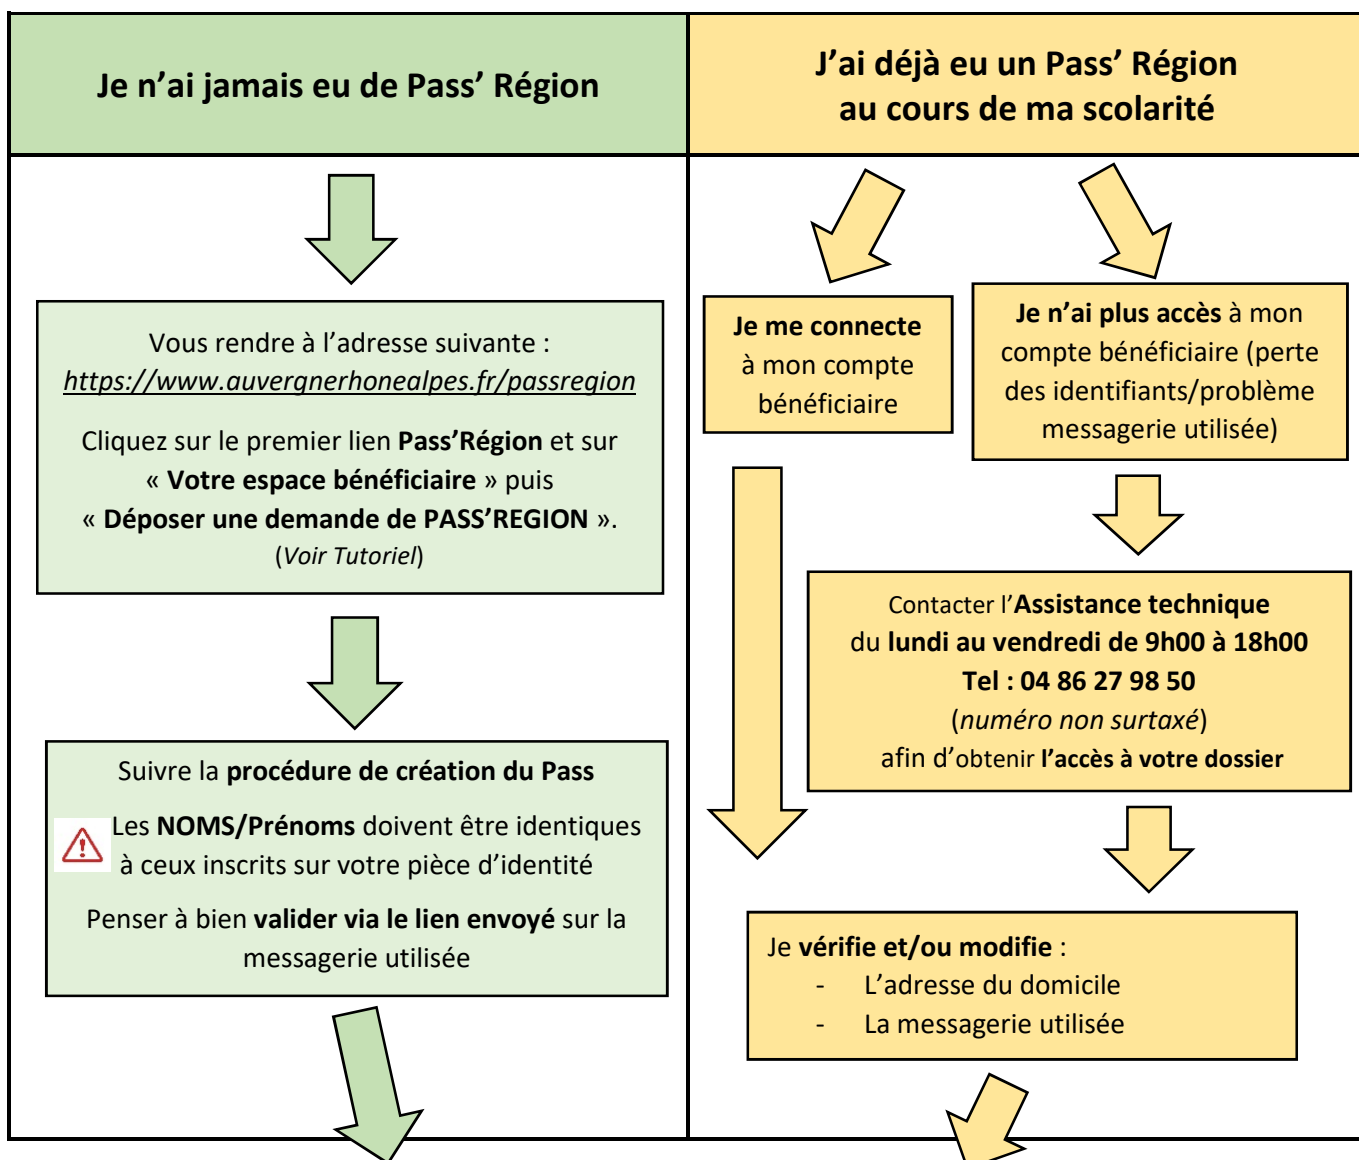 Je n’ai jamais eu de Pass’ Région
J’ai déjà eu un Pass’ Région
au cours de ma scolarité
Vous rendre à l’adresse suivante :
https://www.auvergnerhonealpes.fr/passregion
Cliquez sur le premier lien Pass’Région et sur
« Votre espace bénéficiaire » puis
« Déposer une demande de PASS’REGION ».
(Voir Tutoriel)
Suivre la procédure de création du Pass
Les NOMS/Prénoms doivent être identiques
à ceux inscrits sur votre pièce d’identité
Penser à bien valider via le lien envoyé sur la
messagerie utilisée
Je me connecte
à mon compte
bénéficiaire
Je n’ai plus accès à mon
compte bénéficiaire (perte
des identifiants/problème
messagerie utilisée)
Contacter l’Assistance technique
du lundi au vendredi de 9h00 à 18h00
Tel : 04 86 27 98 50
(numéro non surtaxé)
afin d’obtenir l’accès à votre dossier
Je vérifie et/ou modifie :
- L’adresse du domicile
- La messagerie utilisée